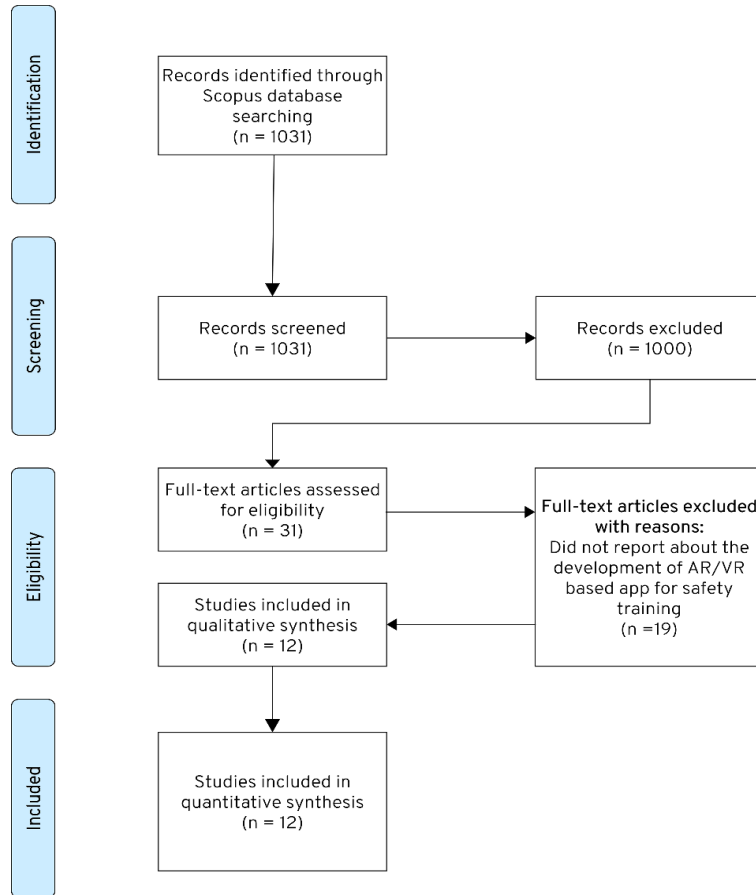 Identification
Records identified through
Scopus database
searching
(n = 1031)
Screening
Records screened
(n = 1031)
Records excluded
(n = 1000)
Eligibility
Full-text articles assessed
for eligibility
(n = 31)
Full-text articles excluded
with reasons:
Did not report about the
development of AR/VR
based app for safety
training
(n =19)
Studies included in
qualitative synthesis
(n = 12)
Included
Studies included in
quantitative synthesis
(n = 12)